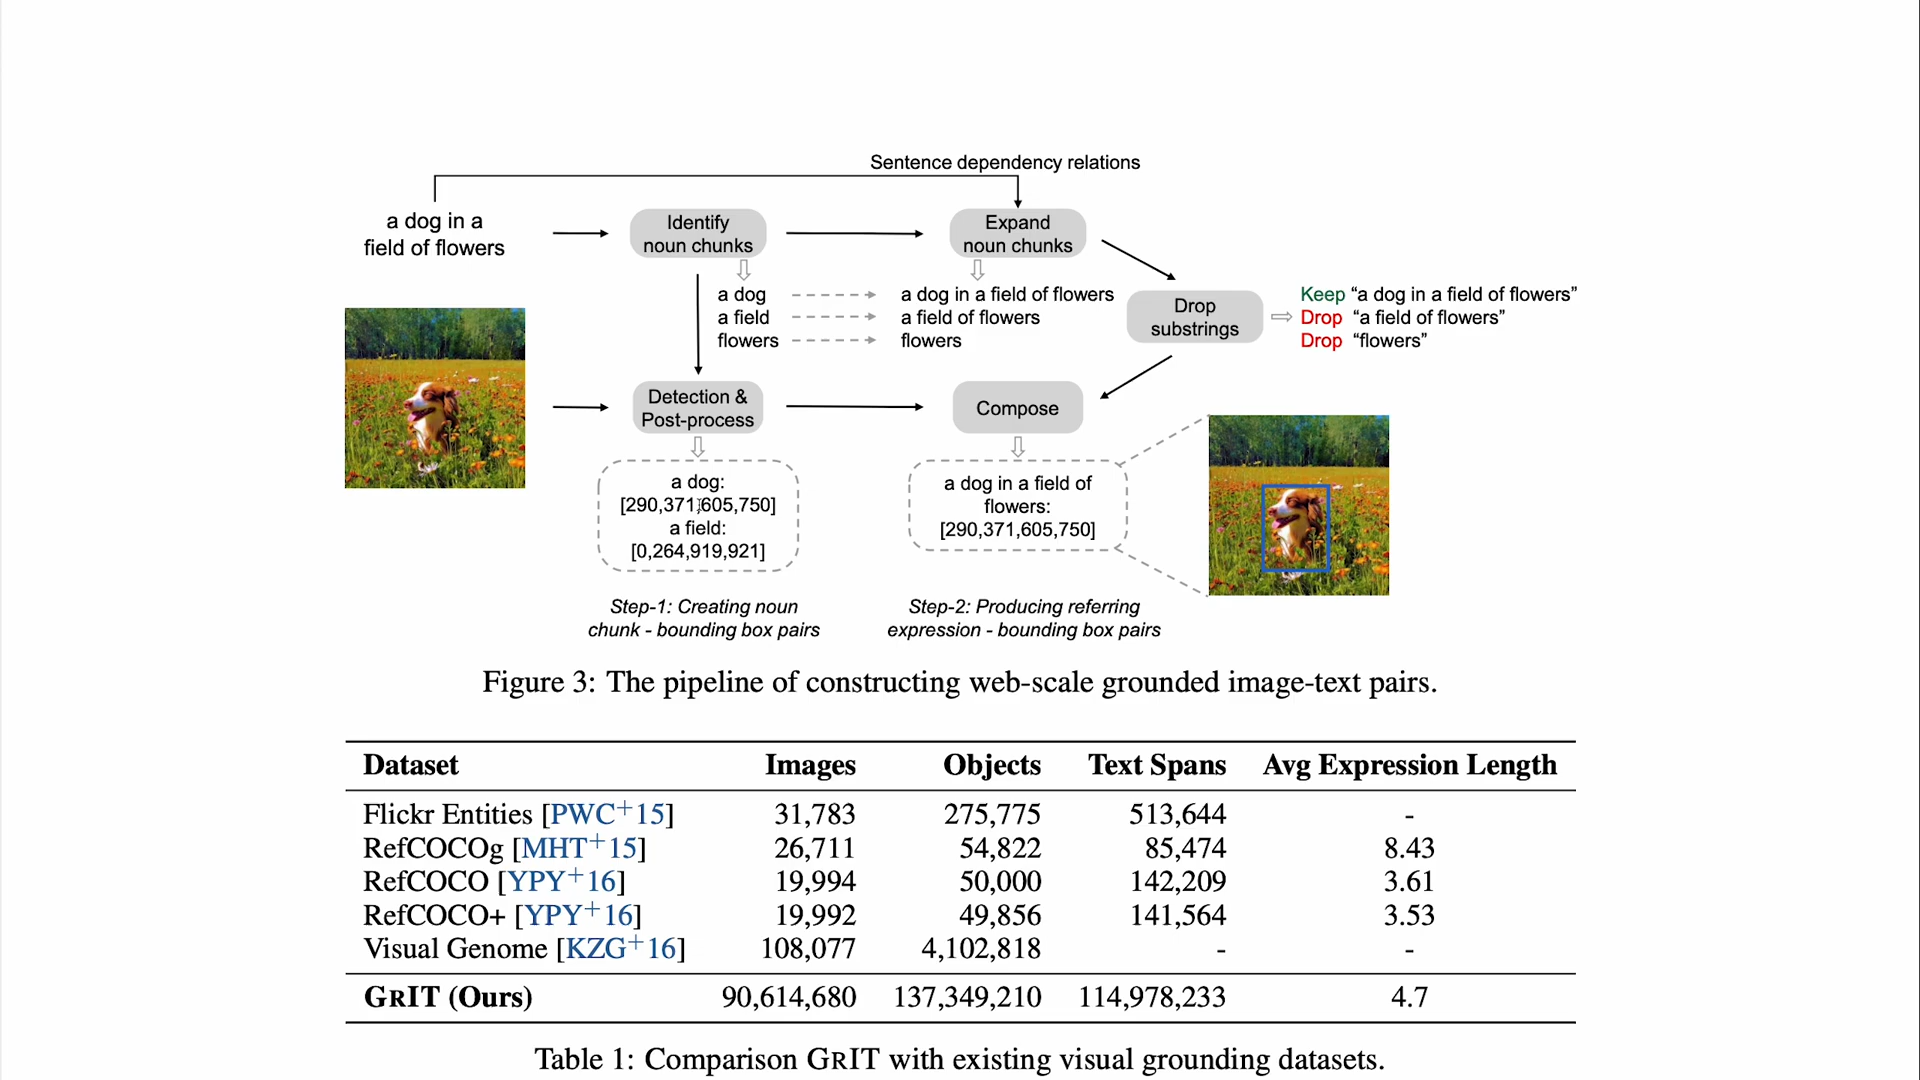 Sentence dependency relations
a dog in a
field of flowers
Identify
noun chunks
Expand
noun chunks
a dog
a field
flowers
a dog in a field of flowers
a field of flowers
flowers
Drop
substrings
Keep “a dog in a field of flowers”
Drop “a field of flowers”
Drop “flowers”
Detection &
Post-process
Compose
a dog:
[290,371,605,750]
a field:
[0,264,919,921]
a dog in a field of
flowers:
[290,371,605,750]
Step-1: Creating noun
chunk - bounding box pairs
Step-2: Producing referring
expression - bounding box pairs
Figure 3: The pipeline of constructing web-scale grounded image-text pairs.
Dataset Images Objects Text Spans Avg Expression Length
Flickr Entities [PWC+15] 31,783 275,775 513,644 -
RefCOCOg [MHT+15] 26,711 54,822 85,474 8.43
RefCOCO [YPY+16] 19,994 50,000 142,209 3.61
RefCOCO+ [YPY+16] 19,992 49,856 141,564 3.53
Visual Genome [KZG+16] 108,077 4,102,818 - -
GRIT (Ours) 90,614,680 137,349,210 114,978,233 4.7
Table 1: Comparison GRIT with existing visual grounding datasets.